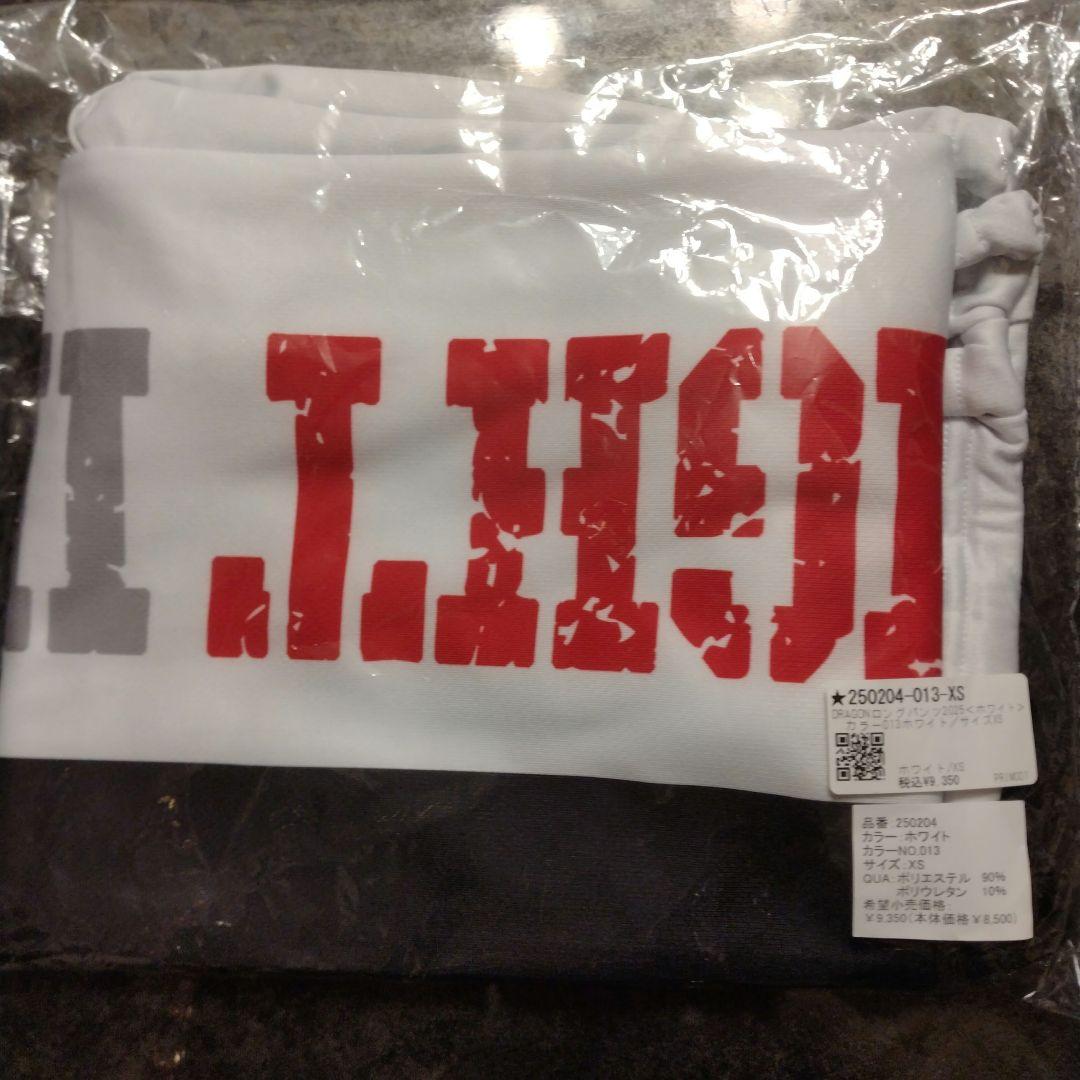 IGHT
★250204-013-XS
DRAGONロングパンツ2025<ホワイト>
カラー013ホワイト/サイズXS
ホワイト/XS
税込¥9,350
品番:250204
カラー:ホワイト
カラーNO.013
サイズ:XS
QUA:ポリエステル 90%
ポリウレタン 10%
希望小売価格:
¥9,350(本体価格¥8,500)